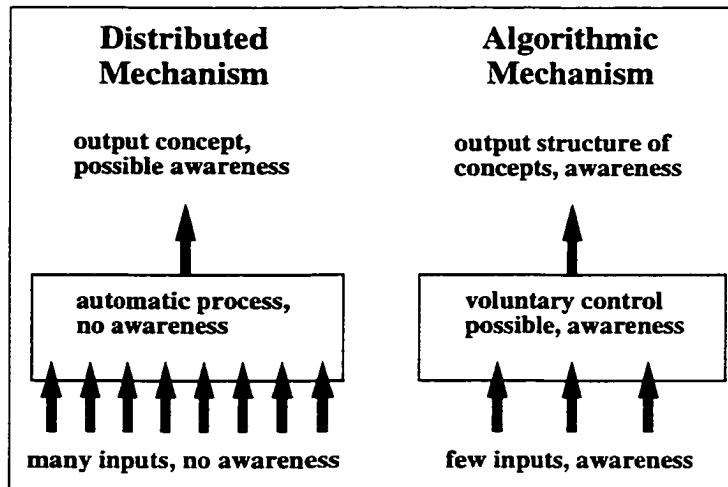 Distributed
Mechanism
output concept,
possible awareness
automatic process,
no awareness
many inputs, no awareness
Algorithmic
Mechanism
output structure of
concepts, awareness
voluntary control
possible, awareness
few inputs, awareness